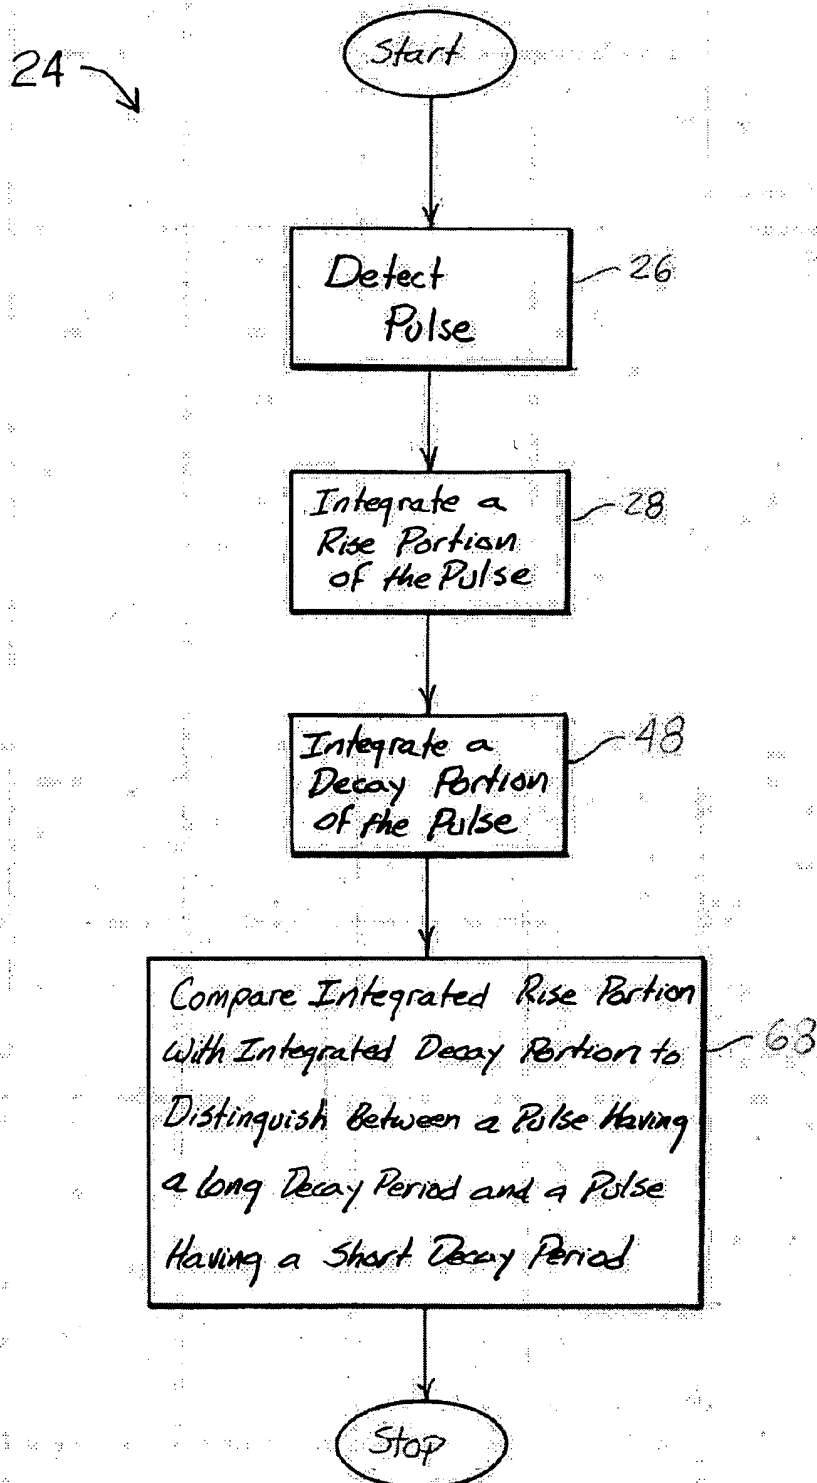 Start
24
Detect
Pulse
26
Integrate a
Rise Portion
of the Pulse
28
Integrate a
Decay Portion
of the Pulse
48
Compare Integrated Rise Portion
with Integrated Decay Portion to
Distinguish Between a Pulse Having
a Long Decay Period and a Pulse
Having a Short Decay Period
68
Stop